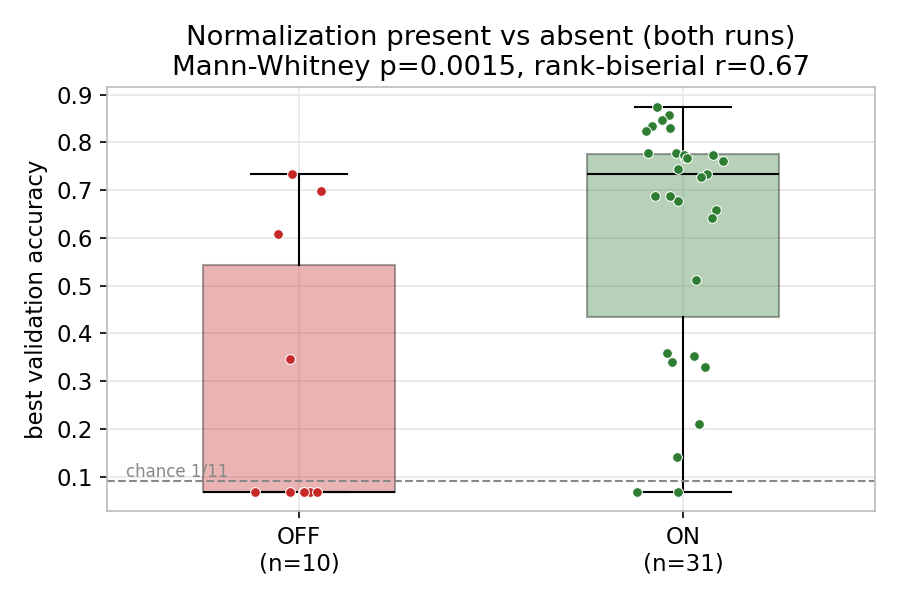 Normalization present vs absent (both runs)
Mann-Whitney p=0.0015, rank-biserial r=0.67
best validation accuracy
0.9
0.8
0.7
0.6
0.5
0.4
0.3
0.2
0.1
chance 1/11
OFF
(n=10)
ON
(n=31)